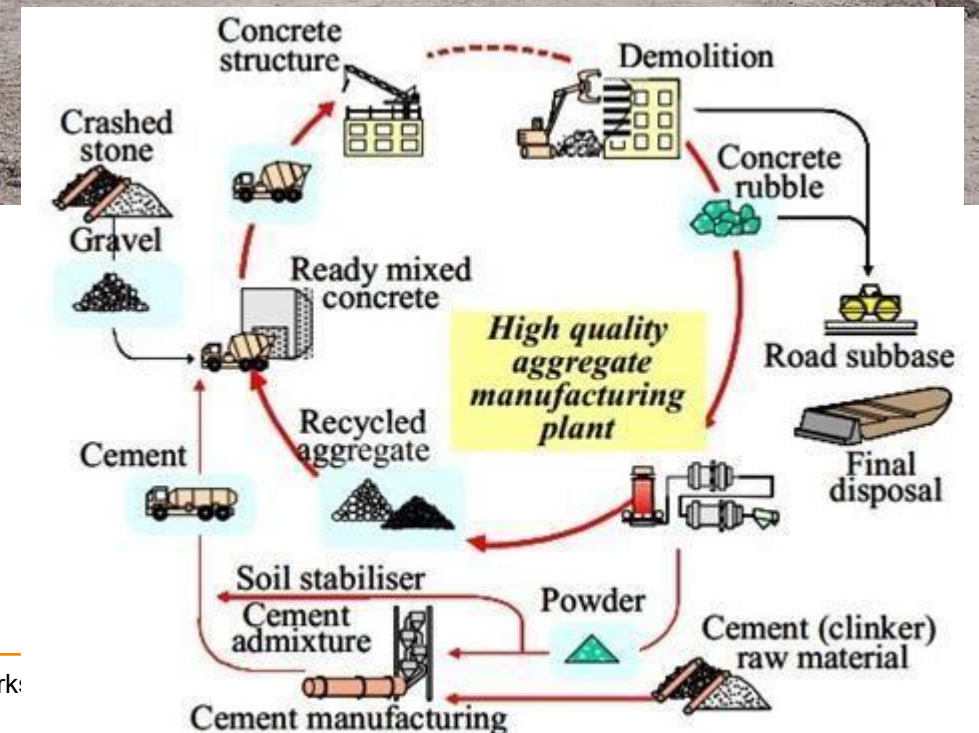 Concrete
structure
Demolition
Crashed
stone
Concrete
rubble
Gravel
Ready mixed
concrete
High quality
aggregate
manufacturing
plant
Road subbase
Recycled
aggregate
Cement
Final
disposal
Soil stabiliser
Powder
Cement
admixture
Cement (clinker)
raw material
Cement manufacturing